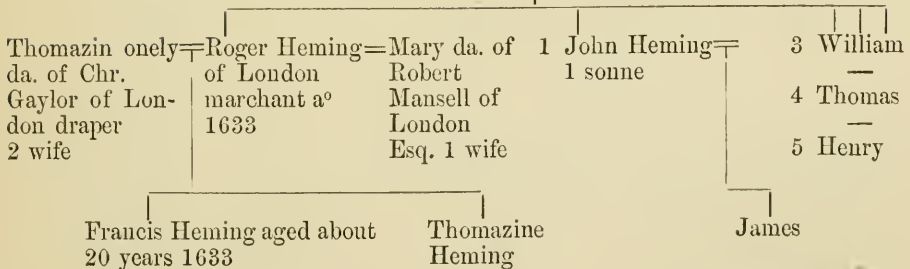 Thomazin onely
da. of Chr.
Gaylor of Lon-
don draper
2 wife
Roger Heming
of London
marchant aº
1633
Mary da. of
Robert
Mansell of
London
Esq. 1 wife
1 John Heming
1 sonne
3 William
4 Thomas
5 Henry
Francis Heming aged about
20 years 1633
Thomazine
Heming
James